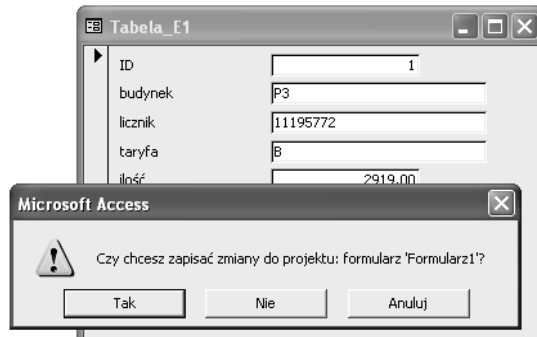 Tabela_E1
ID 1
budynek P3
licznik 11195772
taryfa B
ilość 2919.00
Microsoft Access
Czy chcesz zapisać zmiany do projektu: formularz 'Formularz1'?
Tak Nie Anuluj